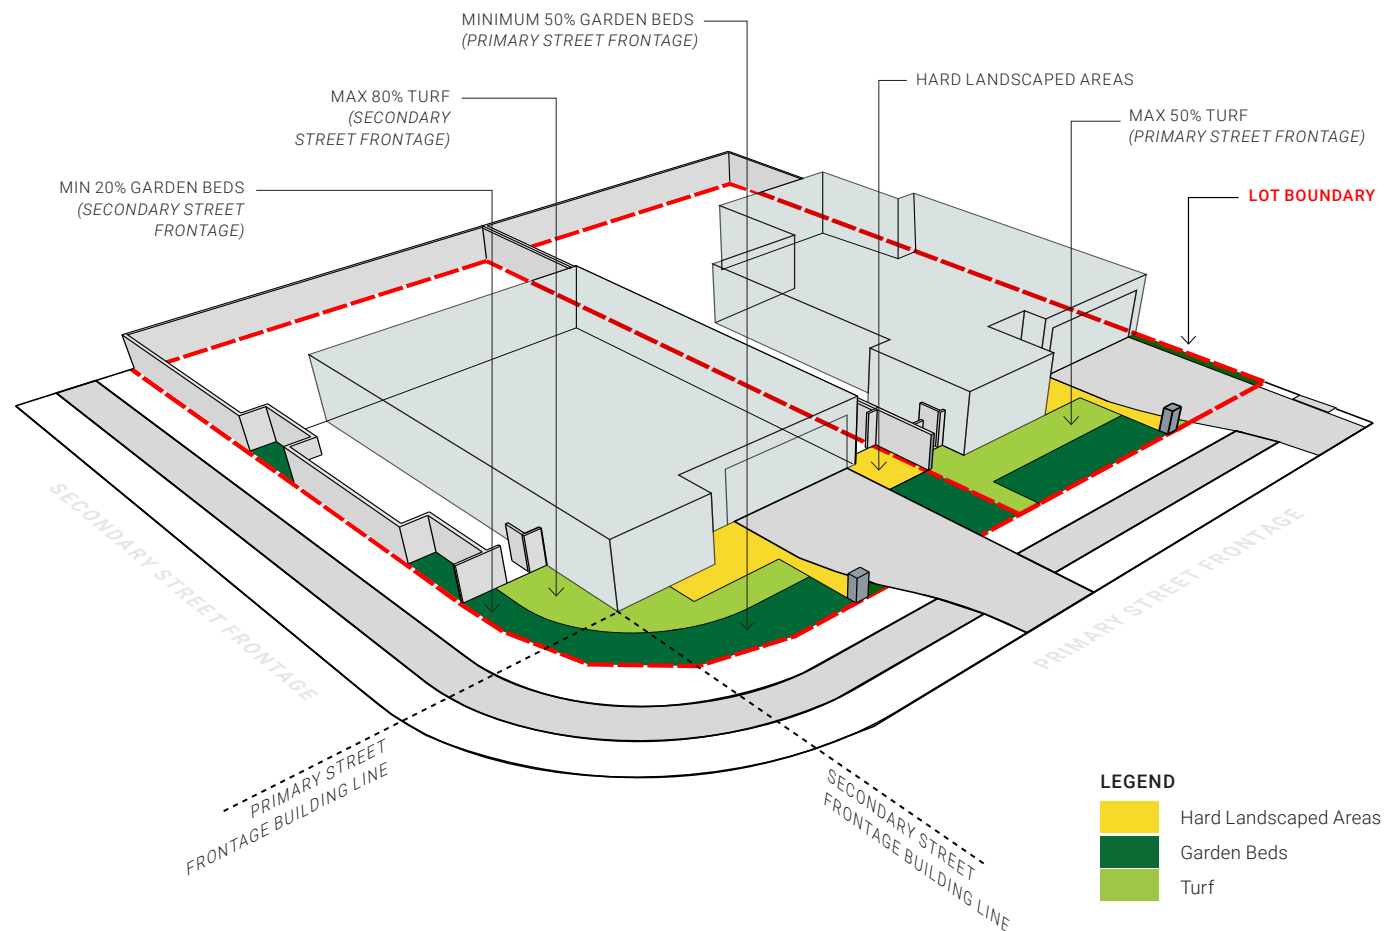 MINIMUM 50% GARDEN BEDS
(PRIMARY STREET FRONTAGE)
HARD LANDSCAPED AREAS
MAX 80% TURF
(SECONDARY
STREET FRONTAGE)
MAX 50% TURF
(PRIMARY STREET FRONTAGE)
MIN 20% GARDEN BEDS
(SECONDARY STREET
FRONTAGE)
LOT BOUNDARY
SECONDARY STREET FRONTAGE
PRIMARY STREET FRONTAGE
PRIMARY STREET
FRONTAGE BUILDING LINE
SECONDARY STREET
FRONTAGE BUILDING LINE
LEGEND
Hard Landscaped Areas
Garden Beds
Turf